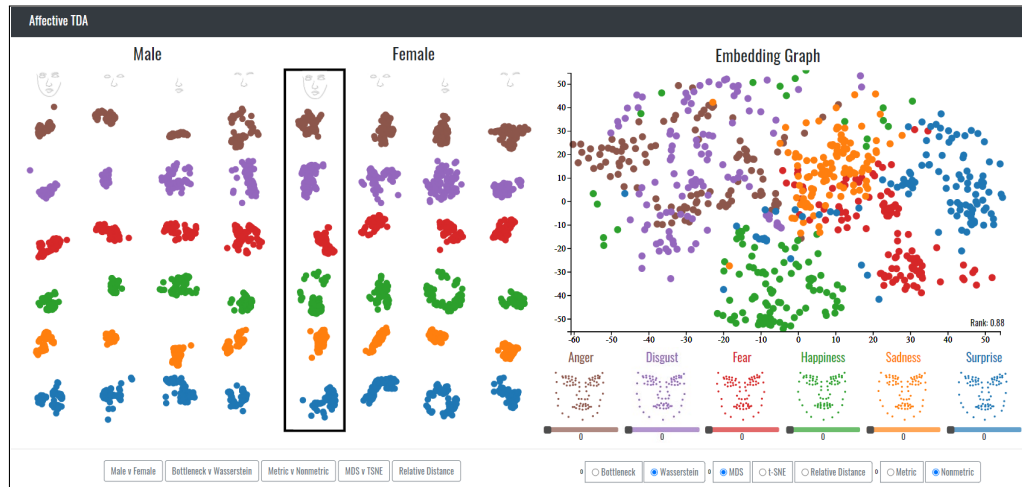 Affective TDA
Male
Female
Embedding Graph
50
40
30
20
10
0
-10
-20
-30
-40
-50
-60
-50
-40
-30
-20
-10
0
10
20
30
40
50
Rank: 0.88
Anger
Disgust
Fear
Happiness
Sadness
Surprise
0
0
0
0
0
0
Male v Female
Bottleneck v Wasserstein
Metric v Nonmetric
MDS v TSNE
Relative Distance
0 Bottleneck Wasserstein 0 MDS t-SNE Relative Distance 0 Metric Nonmetric